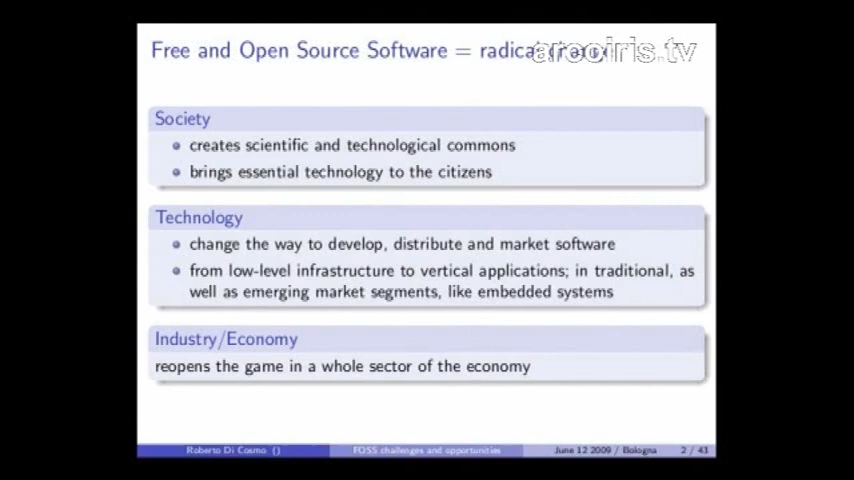 Free and Open Source Software = radical
arcoiris.tv
Society
creates scientific and technological commons
brings essential technology to the citizens
Technology
change the way to develop, distribute and market software
from low-level infrastructure to vertical applications; in traditional, as
well as emerging market segments, like embedded systems
Industry/Economy
reopens the game in a whole sector of the economy
Roberto Di Cosmo () FOSS challenges and opportunities June 12 2009 / Bologna 2 / 43